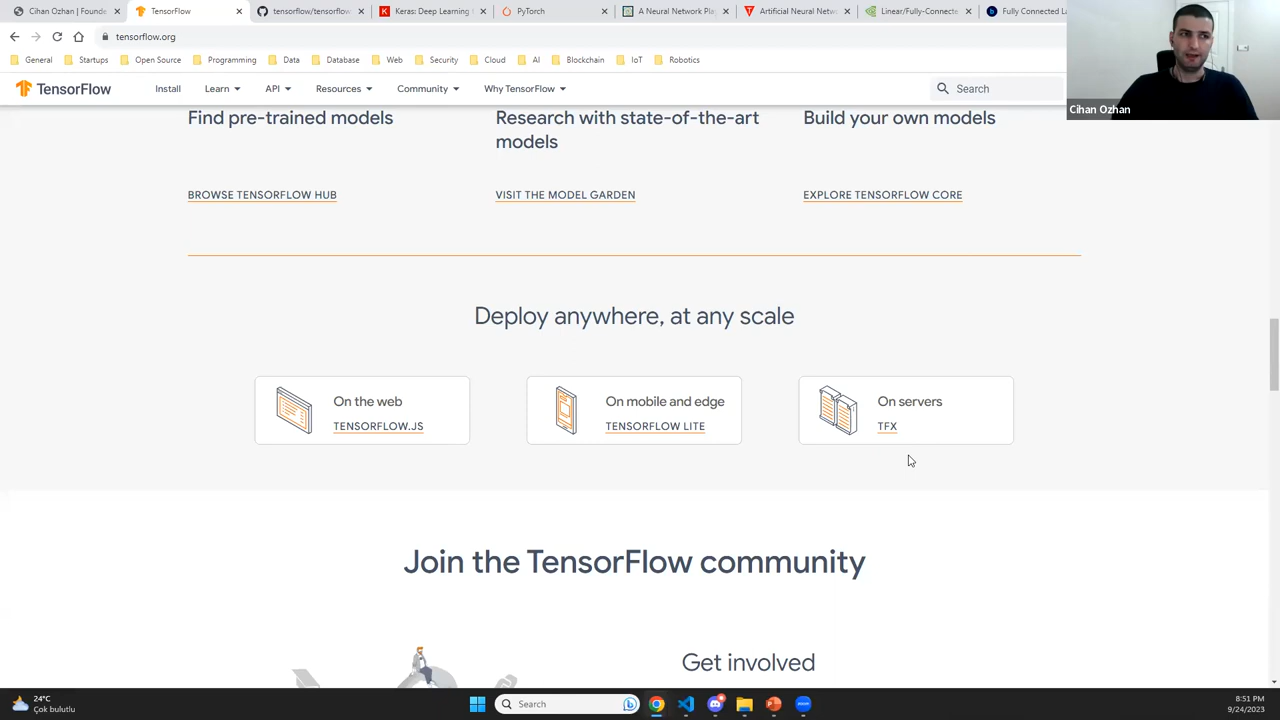 Cihan Ozhan | Founde
TensorFlow
tensorflow/tensorflow
Keras: Deep Learning f
PyTorch
A Neural Network Pla
Artificial Neural Netw
Linear/Fully-Connecte
Fully Connected La
tensorflow.org
General
Startups
Open Source
Programming
Data
Database
Web
Security
Cloud
AI
Blockchain
IoT
Robotics
TensorFlow
Install
Learn
API
Resources
Community
Why TensorFlow
Search
Cihan Ozhan
Find pre-trained models
BROWSE TENSORFLOW HUB
Research with state-of-the-art
models
VISIT THE MODEL GARDEN
Build your own models
EXPLORE TENSORFLOW CORE
Deploy anywhere, at any scale
On the web
TENSORFLOW.JS
On mobile and edge
TENSORFLOW LITE
On servers
TFX
Join the TensorFlow community
Get involved
24°C
Çok bulutlu
Search
8:51 PM
9/24/2023